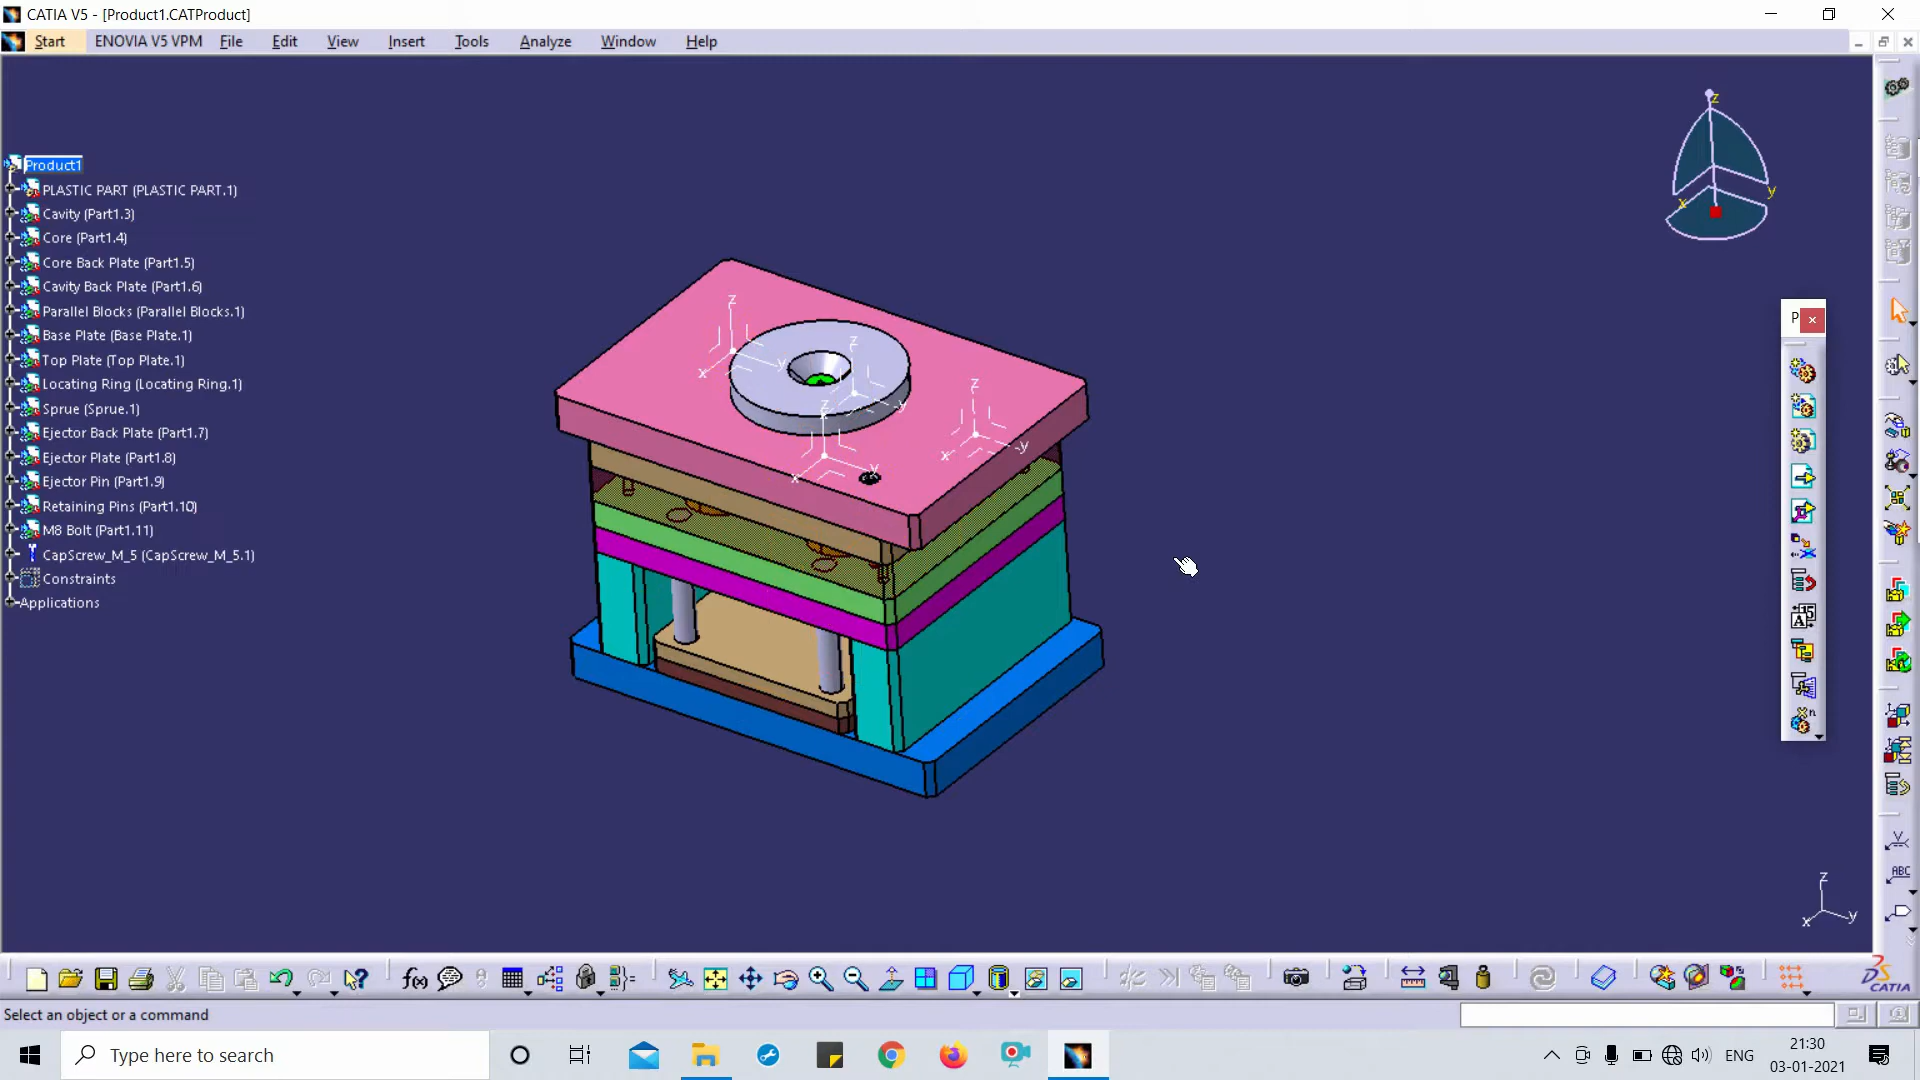 CATIA V5 - [Product1.CATProduct]
Start ENOVIA V5 VPM File Edit View Insert Tools Analyze Window Help
Product1
PLASTIC PART (PLASTIC PART.1)
Cavity (Part1.3)
Core (Part1.4)
Core Back Plate (Part1.5)
Cavity Back Plate (Part1.6)
Parallel Blocks (Parallel Blocks.1)
Base Plate (Base Plate.1)
Top Plate (Top Plate.1)
Locating Ring (Locating Ring.1)
Sprue (Sprue.1)
Ejector Back Plate (Part1.7)
Ejector Plate (Part1.8)
Ejector Pin (Part1.9)
Retaining Pins (Part1.10)
M8 Bolt (Part1.11)
CapScrew_M_5 (CapScrew_M_5.1)
Constraints
Applications
z
y
x
z
y
x
z
y
x
z
y
x
z
y
x
P
ABC
z
y
x
f(x)
CATIA
Select an object or a command
Type here to search
ENG
21:30
03-01-2021